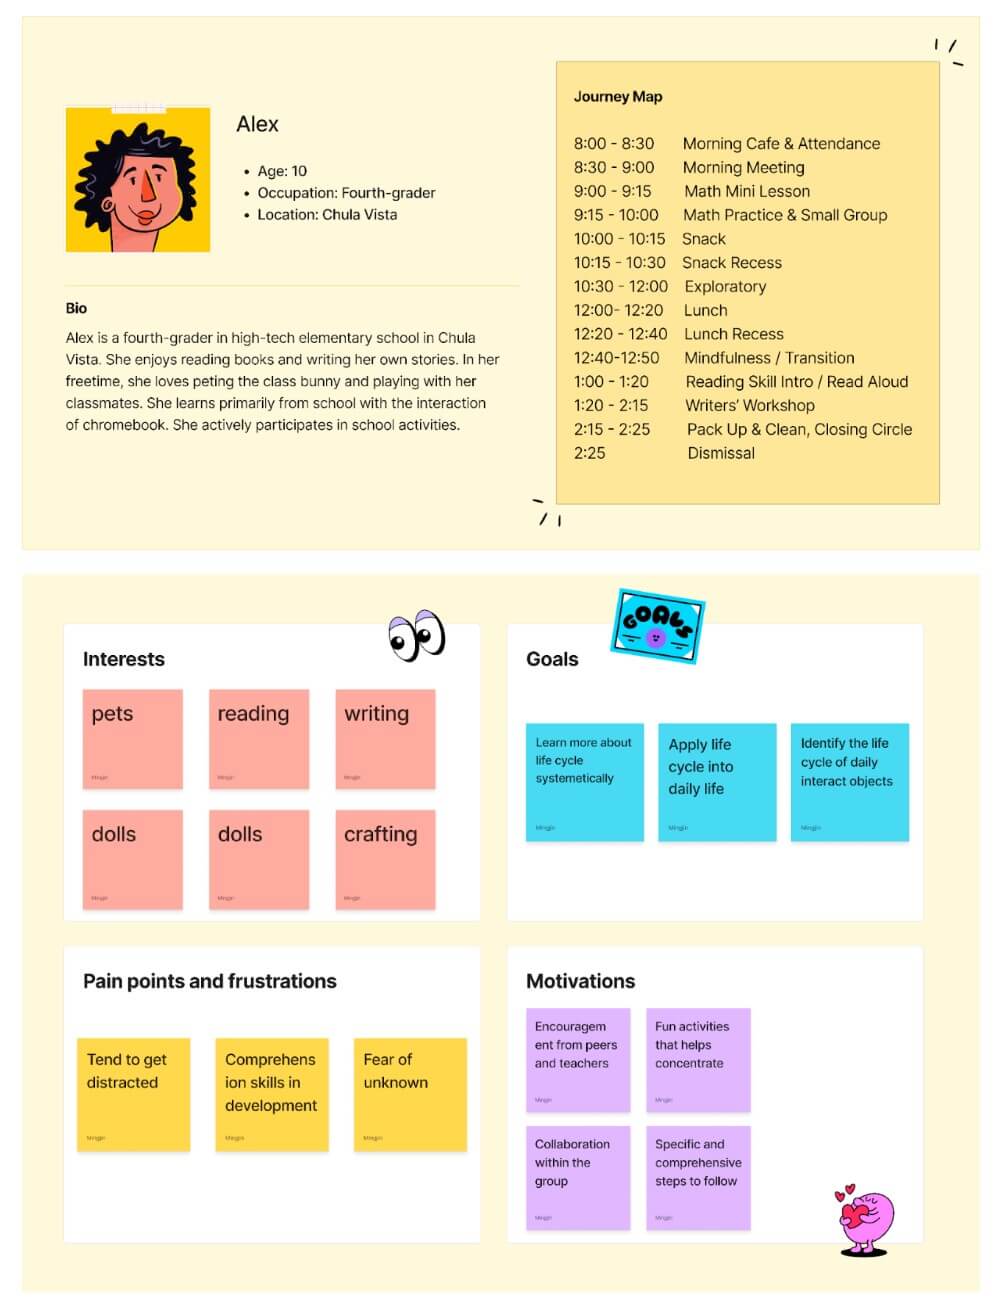 Alex
• Age: 10
• Occupation: Fourth-grader
• Location: Chula Vista
Bio
Alex is a fourth-grader in high-tech elementary school in Chula
Vista. She enjoys reading books and writing her own stories. In her
freetime, she loves peting the class bunny and playing with her
classmates. She learns primarily from school with the interaction
of chromebook. She actively participates in school activities.
Journey Map
8:00 - 8:30 Morning Cafe & Attendance
8:30 - 9:00 Morning Meeting
9:00 - 9:15 Math Mini Lesson
9:15 - 10:00 Math Practice & Small Group
10:00 - 10:15 Snack
10:15 - 10:30 Snack Recess
10:30 - 12:00 Exploratory
12:00- 12:20 Lunch
12:20 - 12:40 Lunch Recess
12:40-12:50 Mindfulness / Transition
1:00 - 1:20 Reading Skill Intro / Read Aloud
1:20 - 2:15 Writers' Workshop
2:15 - 2:25 Pack Up & Clean, Closing Circle
2:25 Dismissal
Interests
pets
Mingjin
reading
Mingjin
writing
Mingjin
dolls
Mingjin
dolls
Mingjin
crafting
Mingjin
GOALS
Goals
Learn more about
life cycle
systemetically
Mingjin
Apply life
cycle into
daily life
Mingjin
Identify the life
cycle of daily
interact objects
Mingjin
Pain points and frustrations
Tend to get
distracted
Mingjin
Comprehens
ion skills in
development
Mingjin
Fear of
unknown
Mingjin
Motivations
Encouragem
ent from peers
and teachers
Mingjin
Fun activities
that helps
concentrate
Mingjin
Collaboration
within the
group
Mingjin
Specific and
comprehensive
steps to follow
Mingjin